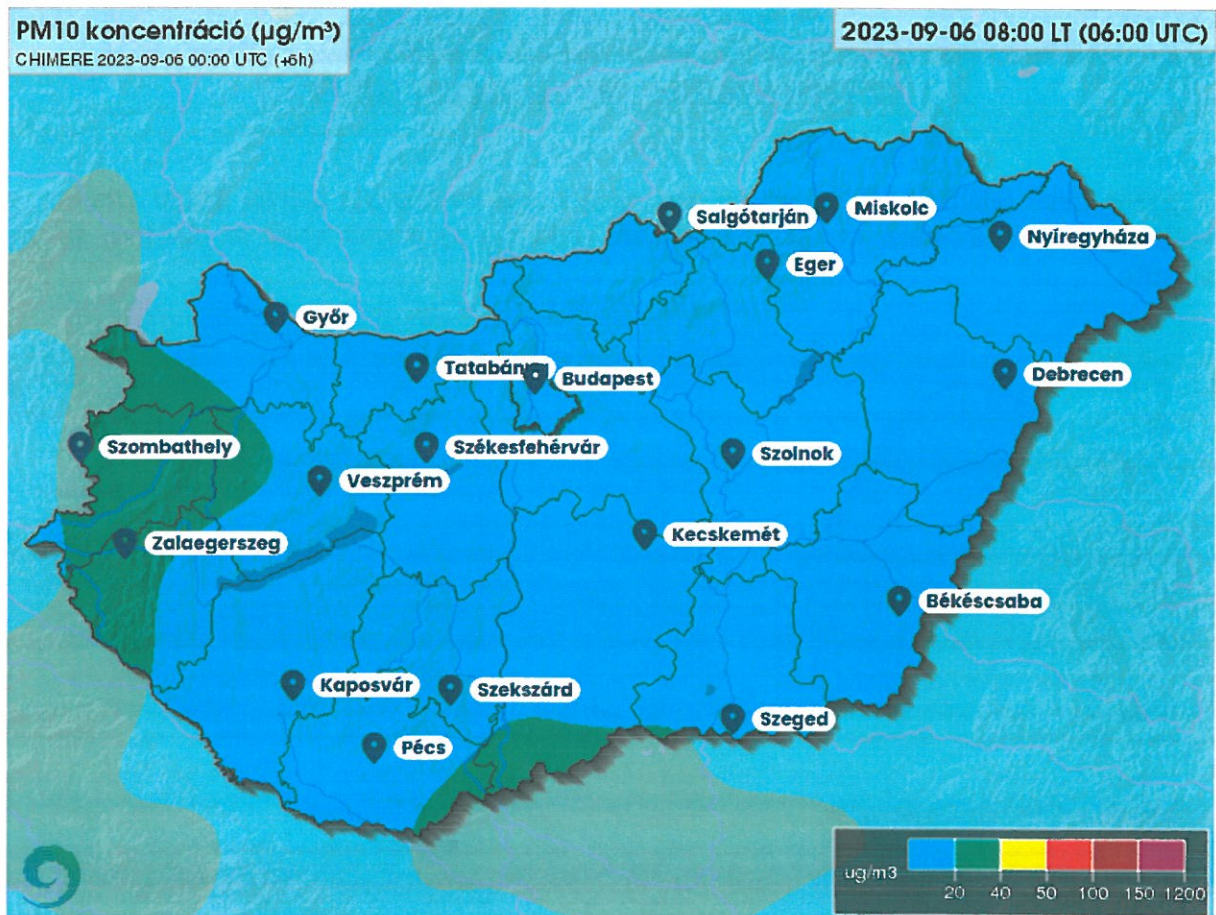 PM10 koncentráció (µg/m³)
CHIMERE 2023-09-06 00:00 UTC (+6h)
2023-09-06 08:00 LT (06:00 UTC)
Salgótarján
Miskolc
Nyíregyháza
Eger
Győr
Tatabánya
Budapest
Debrecen
Szombathely
Székesfehérvár
Szolnok
Veszprém
Zalaegerszeg
Kecskemét
Békéscsaba
Kaposvár
Szekszárd
Szeged
Pécs
ug/m3
20 40 50 100 150 1200